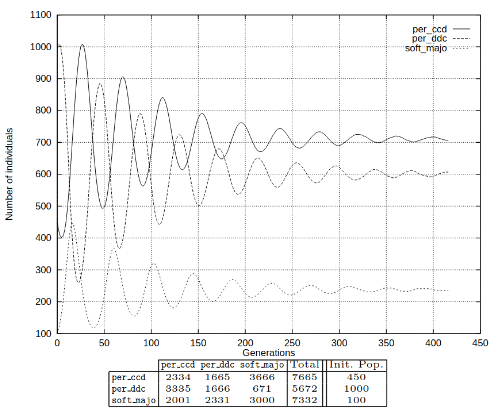 1100
1000
900
800
700
600
500
400
300
200
100
Number of individuals
per_ccd
per_ddc
soft_majo
0 50 100 150 200 250 300 350 400 450
Generations
per_ccd per_ddc soft_majo Total Init. Pop.
per_ccd 2334 1665 3666 7665 450
per_ddc 3335 1666 671 5672 1000
soft_majo 2001 2331 3000 7332 100